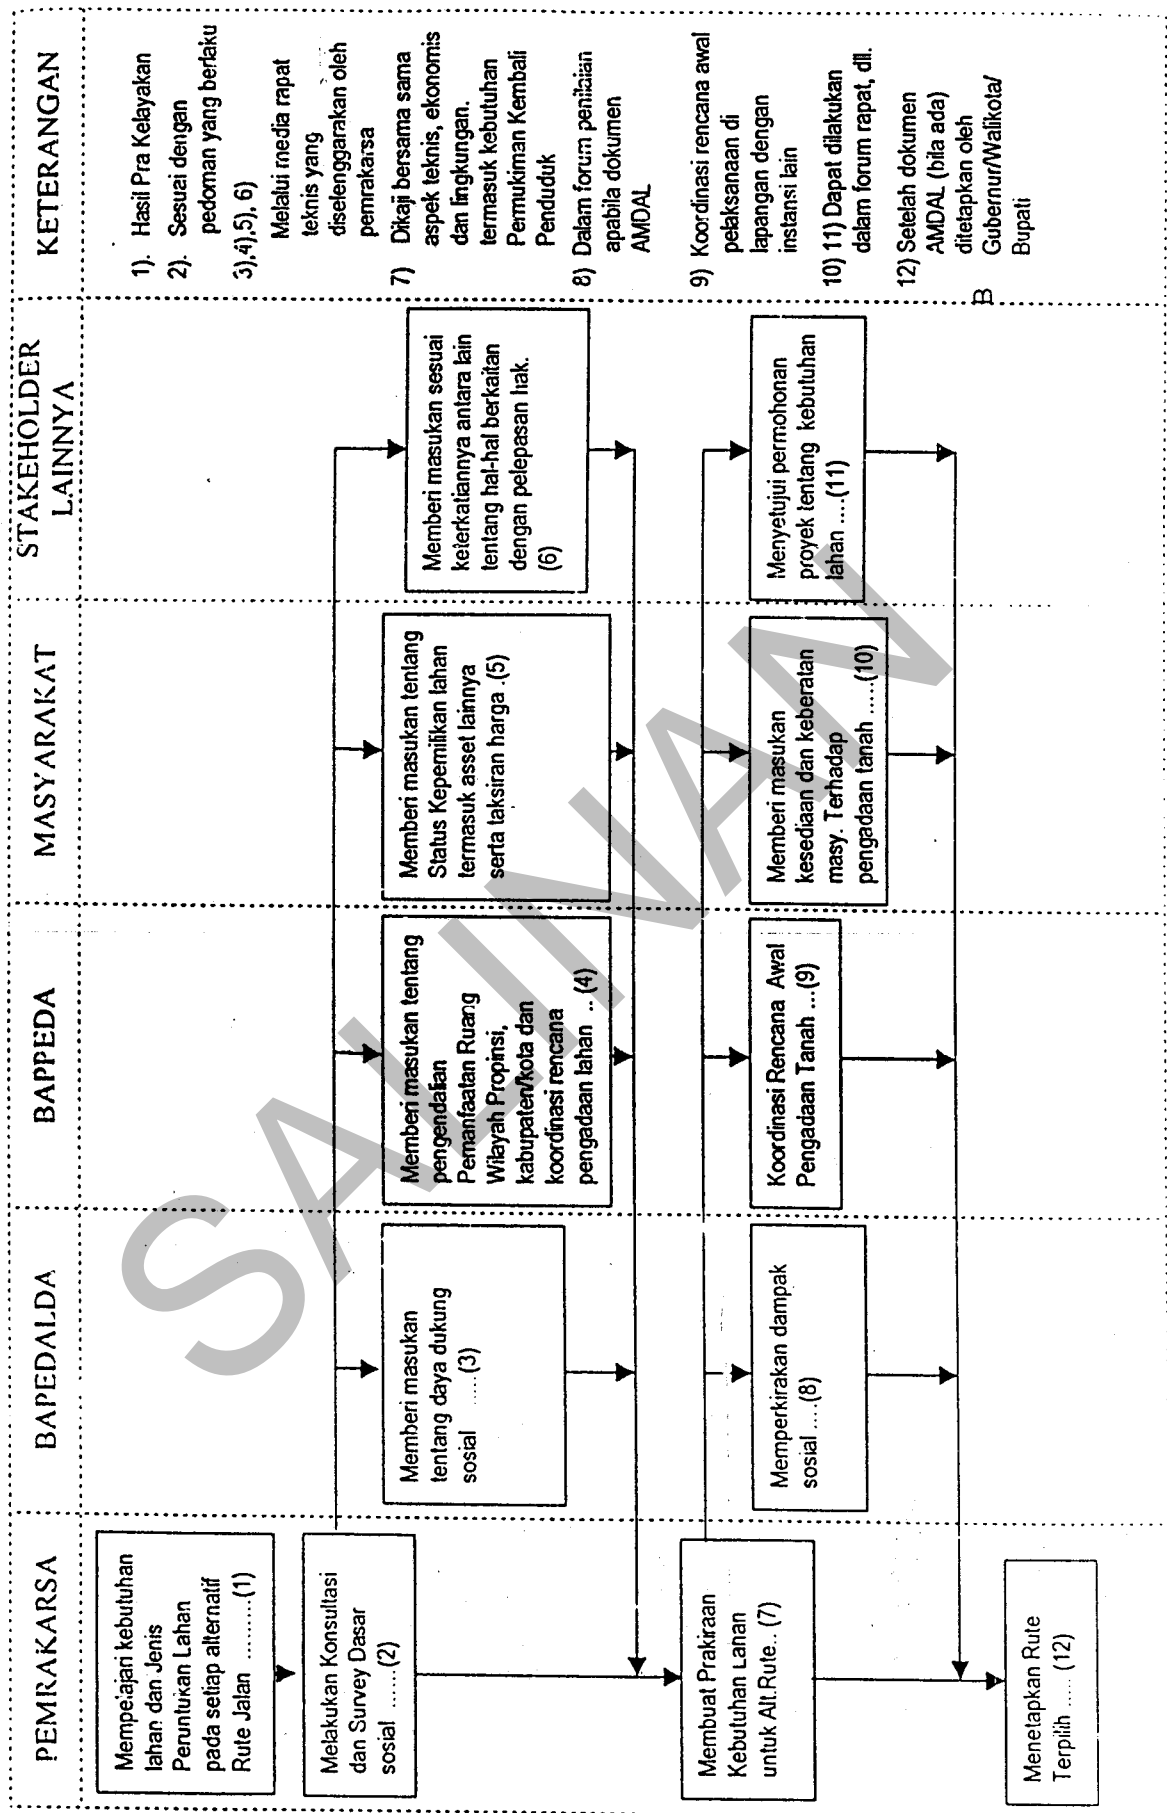 PEMRAKARSA
BAPEDALDA
BAPPEDA
MASYARAKAT
STAKEHOLDER
LAINNYA
KETERANGAN
Mempelajari kebutuhan
lahan dan Jenis
Peruntukan Lahan
pada setiap alternatif
Rute Jalan ..........(1)
Melakukan Konsultasi
dan Survey Dasar
sosial ......(2)
Memberi masukan
tentang daya dukung
sosial .....(3)
Memberi masukan tentang
pengendalian
Pemanfaatan Ruang
Wilayah Propinsi,
kabupaten/kota dan
koordinasi rencana
pengadaan lahan .. (4)
Memberi masukan tentang
Status Kepemilikan lahan
termasuk asset lainnya
serta taksiran harga .(5)
Memberi masukan sesuai
keterkatiannya antara lain
tentang hal-hal berkaitan
dengan pelepasan hak.
(6)
Membuat Prakiraan
Kebutuhan Lahan
untuk Alt.Rute.. (7)
Memperkirakan dampak
sosial ....(8)
Koordinasi Rencana Awal
Pengadaan Tanah ...(9)
Memberi masukan
kesediaan dan keberatan
masy. Terhadap
pengadaan tanah .....(10)
Menyetujui permohonan
proyek tentang kebutuhan
lahan ....(11)
Menetapkan Rute
Terpilih ..... (12)
1). Hasil Pra Kelayakan
2). Sesuai dengan
pedoman yang berlaku
3),4),5), 6)
Melalui media rapat
teknis yang
diselenggarakan oleh
pemrakarsa
7) Dikaji bersama sama
aspek teknis, ekonomis
dan lingkungan.
termasuk kebutuhan
Permukiman Kembali
Penduduk
8) Dalam forum penilaian
apabila dokumen
AMDAL
9) Koordinasi rencana awal
pelaksanaan di
lapangan dengan
instansi lain
10) 11) Dapat dilakukan
dalam forum rapat, dll.
12) Setelah dokumen
AMDAL (bila ada)
ditetapkan oleh
Gubernur/Walikota/
Bupati
B
SALINAN